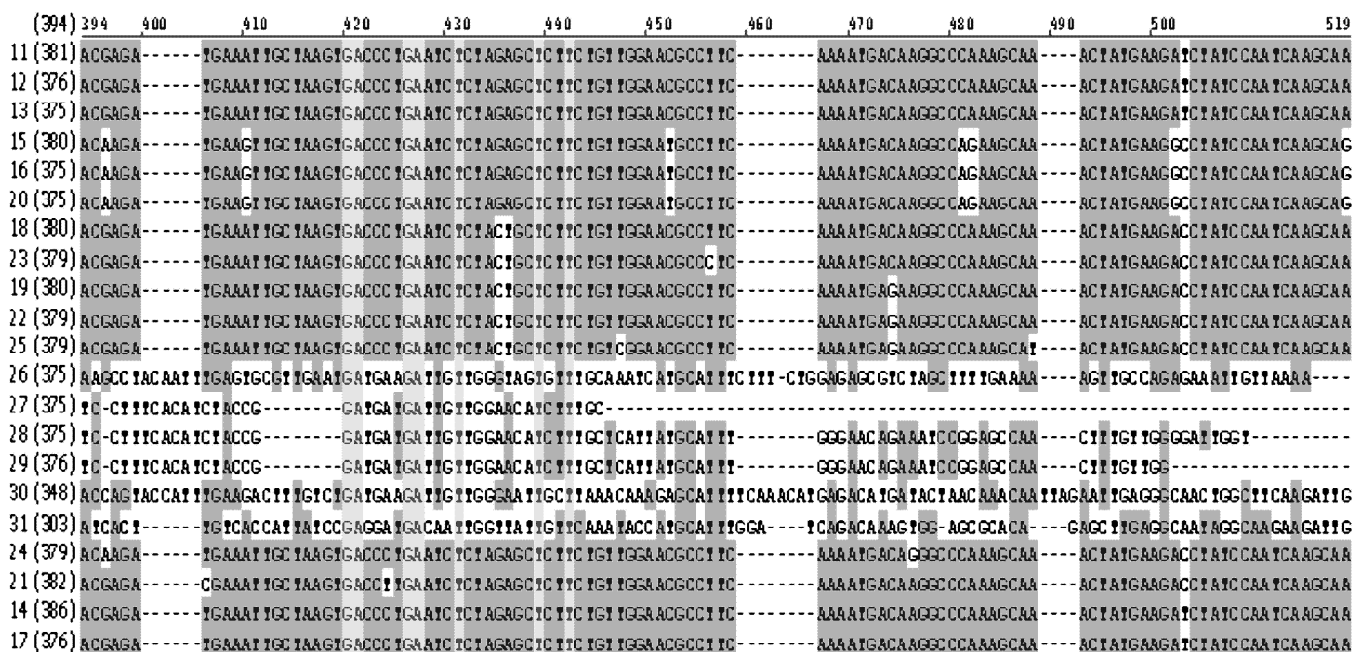 (394) 394 400 410 420 430 440 450 460 470 480 490 500 519
11 (381) ACGAGA------TGAAATTGCTAAGTGACCCTGAATCTCTAGAGCTCTTCTGTTGGAACGCCTTC--------AAAATGACAAGGCCCAAAGCAA----ACTATGAAGATCTATCCAATCAAGCAA
12 (376) ACGAGA------TGAAATTGCTAAGTGACCCTGAATCTCTAGAGCTCTTCTGTTGGAACGCCTTC--------AAAATGACAAGGCCCAAAGCAA----ACTATGAAGATCTATCCAATCAAGCAA
13 (375) ACGAGA------TGAAATTGCTAAGTGACCCTGAATCTCTAGAGCTCTTCTGTTGGAACGCCTTC--------AAAATGACAAGGCCCAAAGCAA----ACTATGAAGATCTATCCAATCAAGCAA
15 (380) ACAAGA------TGAAGTTGCTAAGTGACCCTGAATCTCTAGAGCTCTTCTGTTGGAATGCCTTC--------AAAATGACAAGGCCAGAAGCAA----ACTATGAAGGCCTATCCAATCAAGCAG
16 (375) ACAAGA------TGAAGTTGCTAAGTGACCCTGAATCTCTAGAGCTCTTCTGTTGGAATGCCTTC--------AAAATGACAAGGCCAGAAGCAA----ACTATGAAGGCCTATCCAATCAAGCAG
20 (375) ACAAGA------TGAAGTTGCTAAGTGACCCTGAATCTCTAGAGCTCTTCTGTTGGAATGCCTTC--------AAAATGACAAGGCCAGAAGCAA----ACTATGAAGGCCTATCCAATCAAGCAG
18 (380) ACGAGA------TGAAATTGCTAAGTGACCCTGAATCTCTACTGCTCTTCTGTTGGAACGCCTTC--------AAAATGACAAGGCCCAAAGCAA----ACTATGAAGACCTATCCAATCAAGCAA
23 (379) ACGAGA------TGAAATTGCTAAGTGACCCTGAATCTCTACTGCTCTTCTGTTGGAACGCCCTC--------AAAATGACAAGGCCCAAAGCAA----ACTATGAAGACCTATCCAATCAAGCAA
19 (380) ACGAGA------TGAAATTGCTAAGTGACCCTGAATCTCTACTGCTCTTCTGTTGGAACGCCTTC--------AAAATGAGAAGGCCCAAAGCAA----ACTATGAAGACCTATCCAATCAAGCAA
22 (379) ACGAGA------TGAAATTGCTAAGTGACCCTGAATCTCTACTGCTCTTCTGTTGGAACGCCTTC--------AAAATGAGAAGGCCCAAAGCAA----ACTATGAAGACCTATCCAATCAAGCAA
25 (379) ACGAGA------TGAAATTGCTAAGTGACCCTGAATCTCTACTGCTCTTCTGTCGGAACGCCTTC--------AAAATGAGAAGGCCCAAAGCAT----ACTATGAAGACCTATCCAATCAAGCAA
26 (375) AAGCCTACAATTTGAGTGCGTTGAATGATGAAGATTGTTGGGTAGTGTTTGCAAATCATGCATTTCTTT-CTGGAGAGCGTCTAGCTTTTGAAAA----AGTTGCCAGAGAAATTGTTAAAA----
27 (375) TC-CTTTCACATCTACCG--------GATGATGATTGTTGGAACATCTTTGC--------------------------------------------------------------------------
28 (375) TC-CTTTCACATCTACCG--------GATGATGATTGTTGGAACATCTTTGCTCATTATGCATTT--------GGGAACAGAAATCCGGAGCCAA----CTTTGTTGGGGATTGGT----------
29 (376) TC-CTTTCACATCTACCG--------GATGATGATTGTTGGAACATCTTTGCTCATTATGCATTT--------GGGAACAGAAATCCGGAGCCAA----CTTTGTTGG------------------
30 (348) ACCAGTACCATTTGAAGACTTTGTCTGATGAAGATTGTTGGGAATTGCTTAAACAAAGAGCATTTTCAAACATGAGACATGATACTAACAACAATTAGAATTGAGGGCAACTGGCTTCAAGATTG
31 (303) ATCACT------TGTCACCATTATCCGAGGATGACAATTGGTTATTGTTCAAATACCATGCATTTGGA----TCAGACAAAGTGG-AGCGCACA----GAGCTTGAGGCAATAGGCAAGAAGATTG
24 (379) ACAAGA------TGAAATTGCTAAGTGACCCTGAATCTCTAGAGCTCTTCTGTTGGAACGCCTTC--------AAAATGACAGGGCCCAAAGCAA----ACTATGAAGACCTATCCAATCAAGCAA
21 (382) ACGAGA------CGAAATTGCTAAGTGACCTTGAATCTCTAGAGCTCTTCTGTTGGAACGCCTTC--------AAAATGACAAGGCCCAAAGCAA----ACTATGAAGACCTATCCAATCAAGCAA
14 (386) ACGAGA------TGAAATTGCTAAGTGACCCTGAATCTCTAGAGCTCTTCTGTTGGAACGCCTTC--------AAAATGACAAGGCCCAAAGCAA----ACTATGAAGATCTATCCAATCAAGCAA
17 (376) ACGAGA------TGAAATTGCTAAGTGACCCTGAATCTCTAGAGCTCTTCTGTTGGAACGCCTTC--------AAAATGACAAGGCCCAAAGCAA----ACTATGAAGATCTATCCAATCAAGCAA